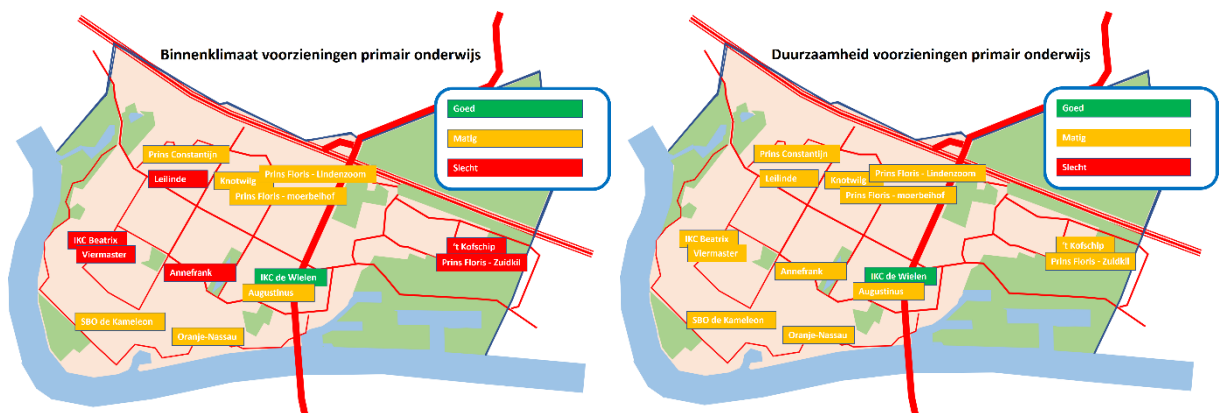 Binnenklimaat voorzieningen primair onderwijs
Goed
Matig
Slecht
Prins Constantijn
Leilinde
Knotwilg
Prins Floris - Lindenzoom
Prins Floris - moerbeihof
IKC Beatrix
Viermaster
't Kofschip
Prins Floris - Zuidkil
Annefrank
IKC de Wielen
Augustinus
SBO de Kameleon
Oranje-Nassau
Duurzaamheid voorzieningen primair onderwijs
Goed
Matig
Slecht
Prins Constantijn
Leilinde
Knotwilg
Prins Floris - Lindenzoom
Prins Floris - moerbeihof
IKC Beatrix
Viermaster
't Kofschip
Prins Floris - Zuidkil
Annefrank
IKC de Wielen
Augustinus
SBO de Kameleon
Oranje-Nassau